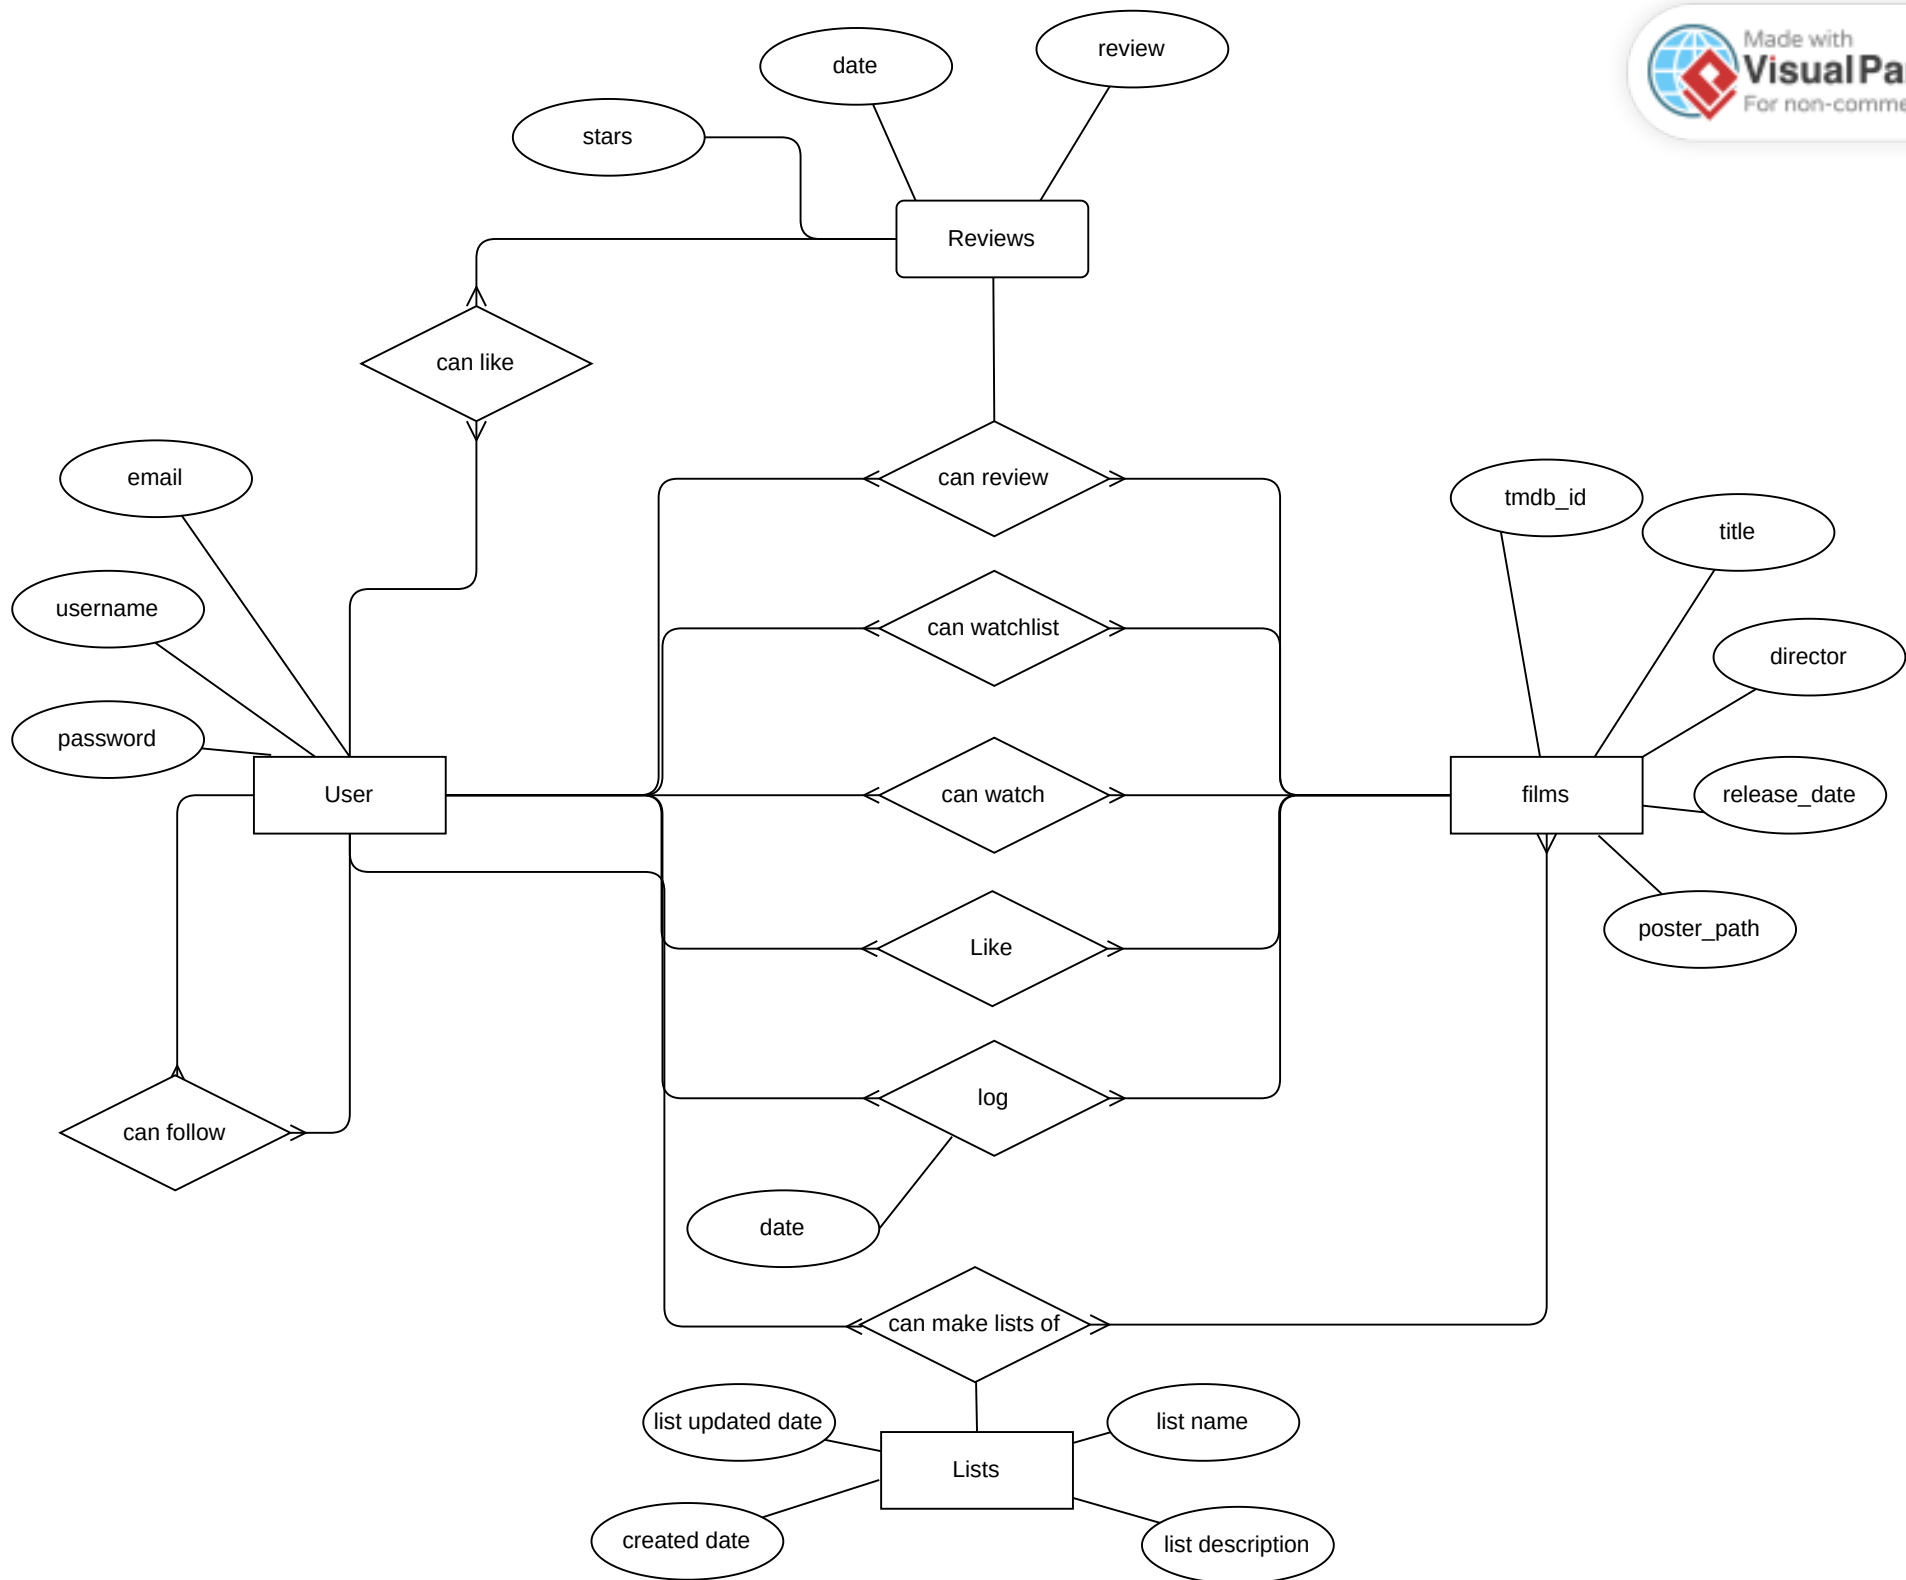 review
Made with
date
VisualPa
For non-comme
stars
Reviews
can like
email
can review
tmdb_id
title
username
can watchlist
director
password
User
can watch
films
release_date
poster_path
Like
log
can follow
date
can make lists of
list updated date
list name
Lists
created date
list description